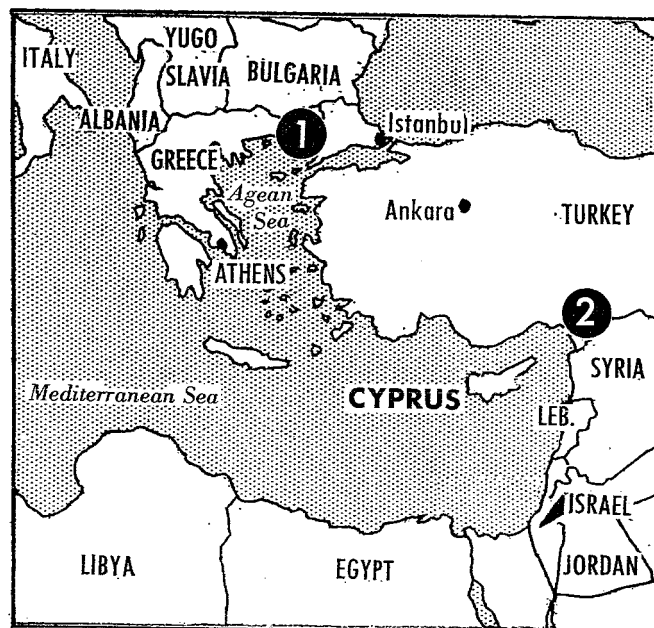 YUGO
SLAVIA
ITALY
BULGARIA
ALBANIA
1
Istanbul
GREECE
Agean
Sea
Ankara
TURKEY
ATHENS
2
SYRIA
Mediterranean Sea
CYPRUS
LEB.
ISRAEL
LIBYA
EGYPT
JORDAN